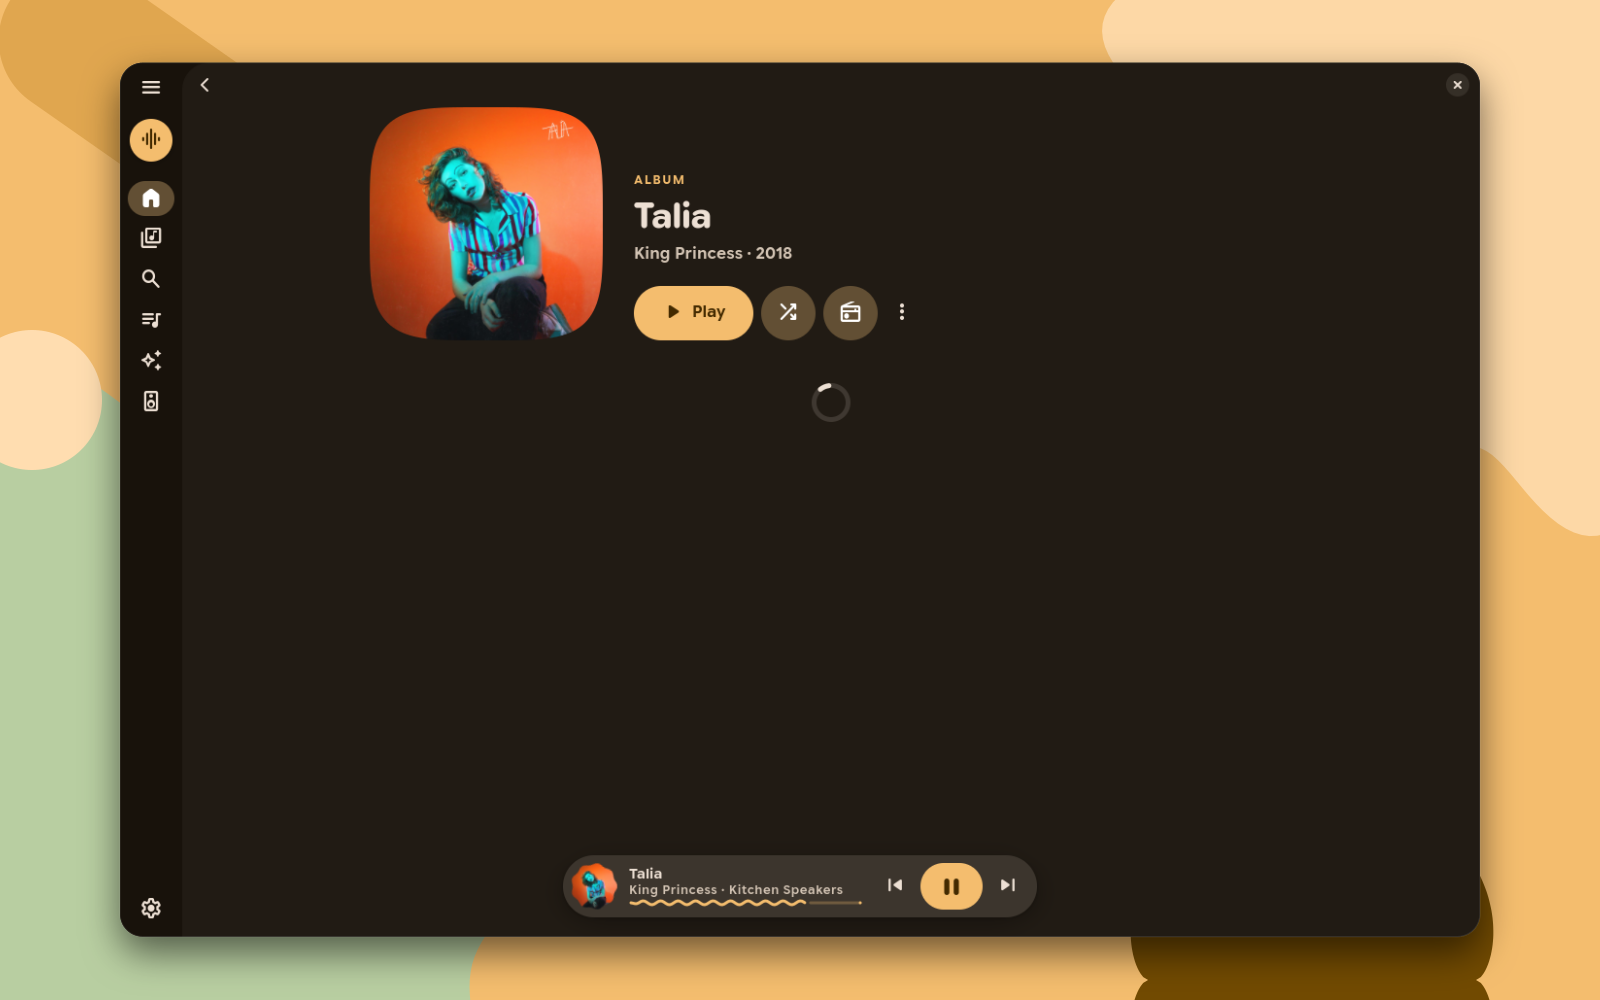 ALBUM
Talia
King Princess · 2018
Play
Talia
King Princess · Kitchen Speakers